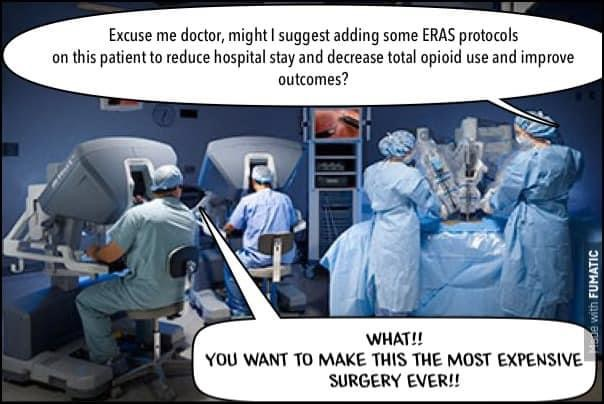 Excuse me doctor, might I suggest adding some ERAS protocols
on this patient to reduce hospital stay and decrease total opioid use and improve
outcomes?
WHAT!!
YOU WANT TO MAKE THIS THE MOST EXPENSIVE
SURGERY EVER!!
Made with FUMATIC